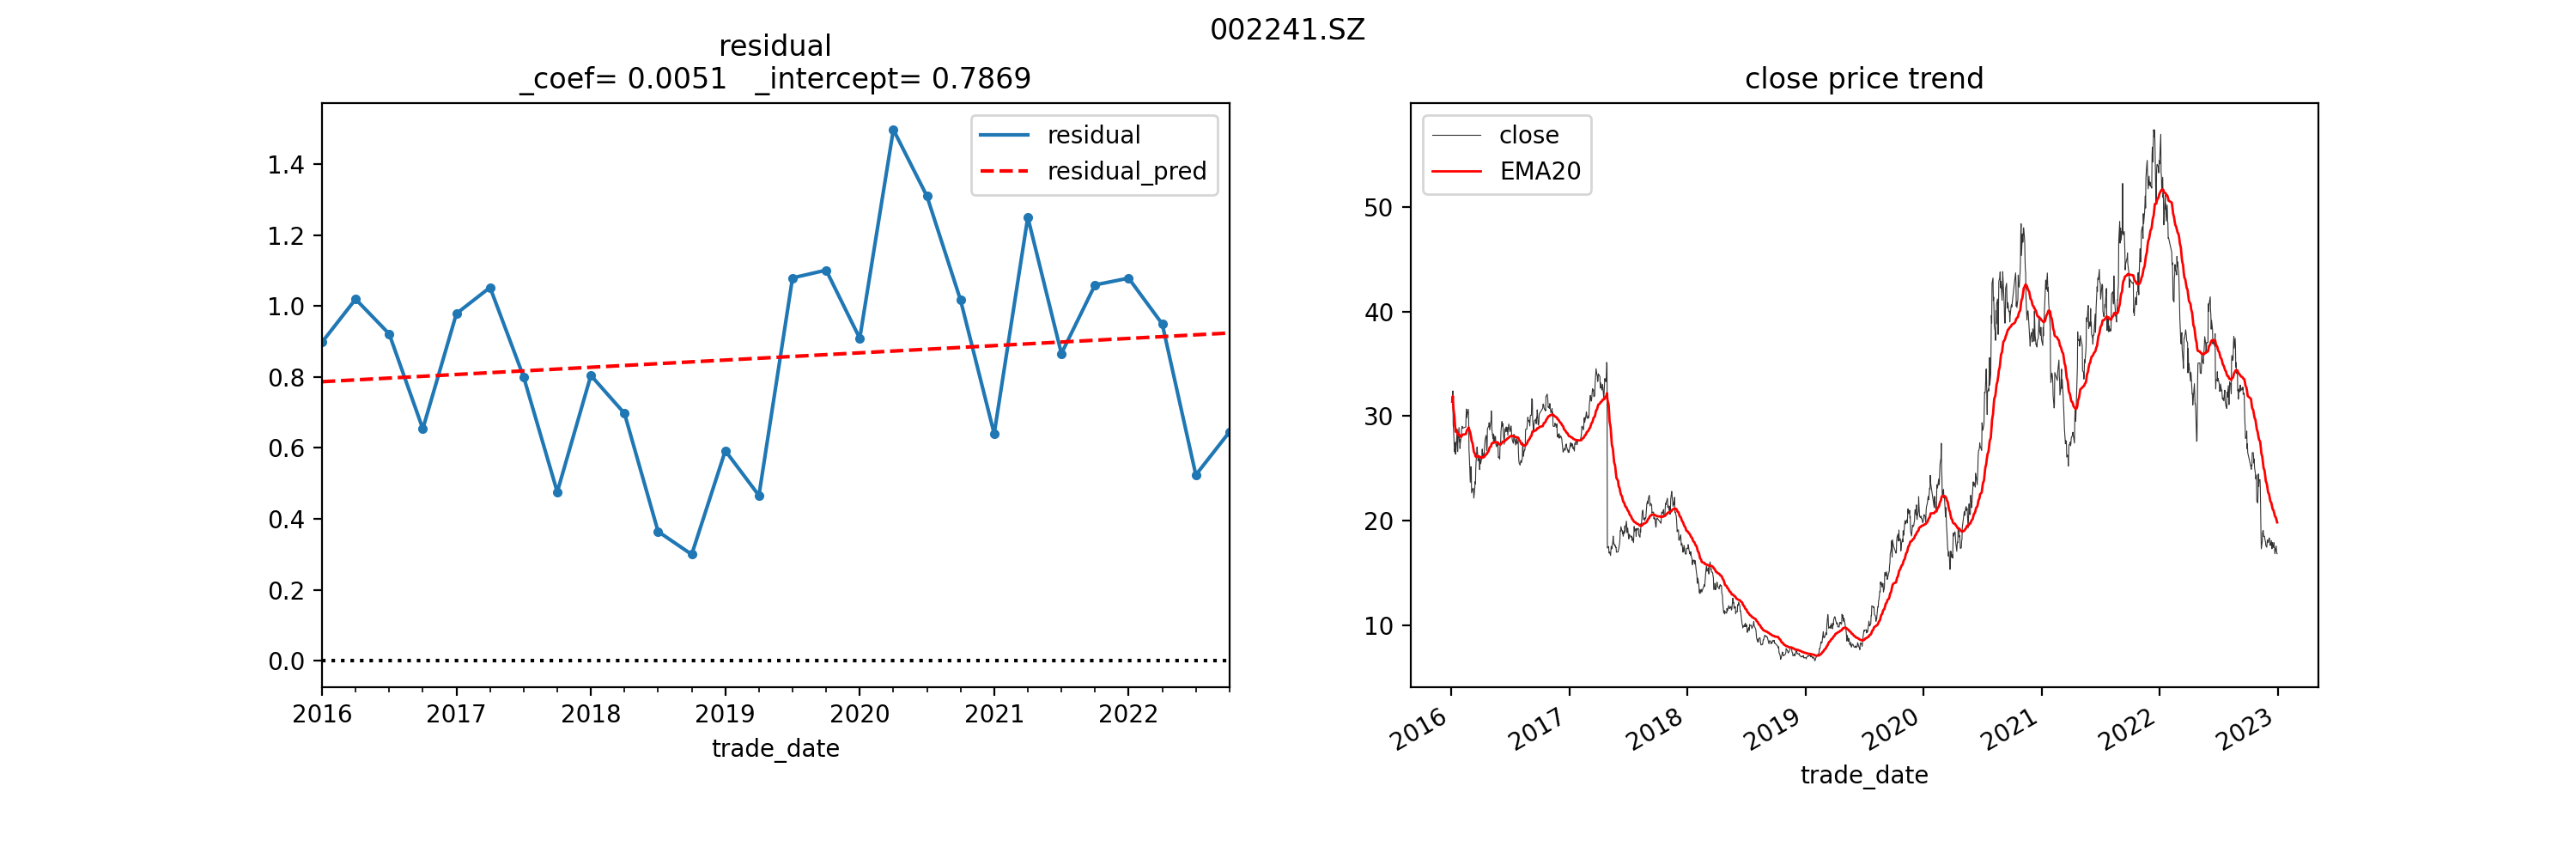 002241.SZ
residual
_coef= 0.0051 _intercept= 0.7869
residual
residual_pred
1.4
1.2
1.0
0.8
0.6
0.4
0.2
0.0
2016 2017 2018 2019 2020 2021 2022
trade_date
close price trend
close
EMA20
50
40
30
20
10
2016 2017 2018 2019 2020 2021 2022 2023
trade_date